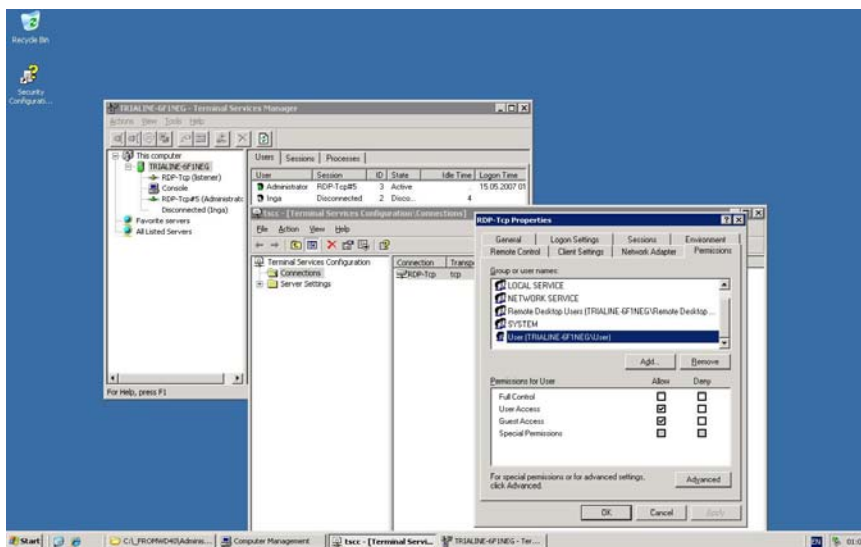 Recycle Bin
Security
Configurati...
TRIALINE-6F1NEG - Terminal Services Manager
Actions View Tools Help
This computer
TRIALINE-6F1NEG
RDP-Tcp (listener)
Console
RDP-Tcp#5 (Administrato
Disconnected (Inga)
Favorite servers
All Listed Servers
Users Sessions Processes
User Session ID State Idle Time Logon Time
Administrator RDP-Tcp#5 3 Active . 15.05.2007 01
Inga Disconnected 2 Disco... 4
For Help, press F1
tscc - [Terminal Services Configuration\Connections]
File Action View Help
Terminal Services Configuration
Connections
Server Settings
Connection Transpo
RDP-Tcp tcp
RDP-Tcp Properties
General Logon Settings Sessions Environment
Remote Control Client Settings Network Adapter Permissions
Group or user names:
LOCAL SERVICE
NETWORK SERVICE
Remote Desktop Users (TRIALINE-6F1NEG\Remote Desktop ...
SYSTEM
User (TRIALINE-6F1NEG\User)
Add... Remove
Permissions for User Allow Deny
Full Control
User Access
Guest Access
Special Permissions
For special permissions or for advanced settings,
click Advanced.
Advanced
OK Cancel Apply
Start
C:\_FROMWD40\Adminis...
Computer Management
tscc - [Terminal Servi...
TRIALINE-6F1NEG - Ter...
EN
01:0